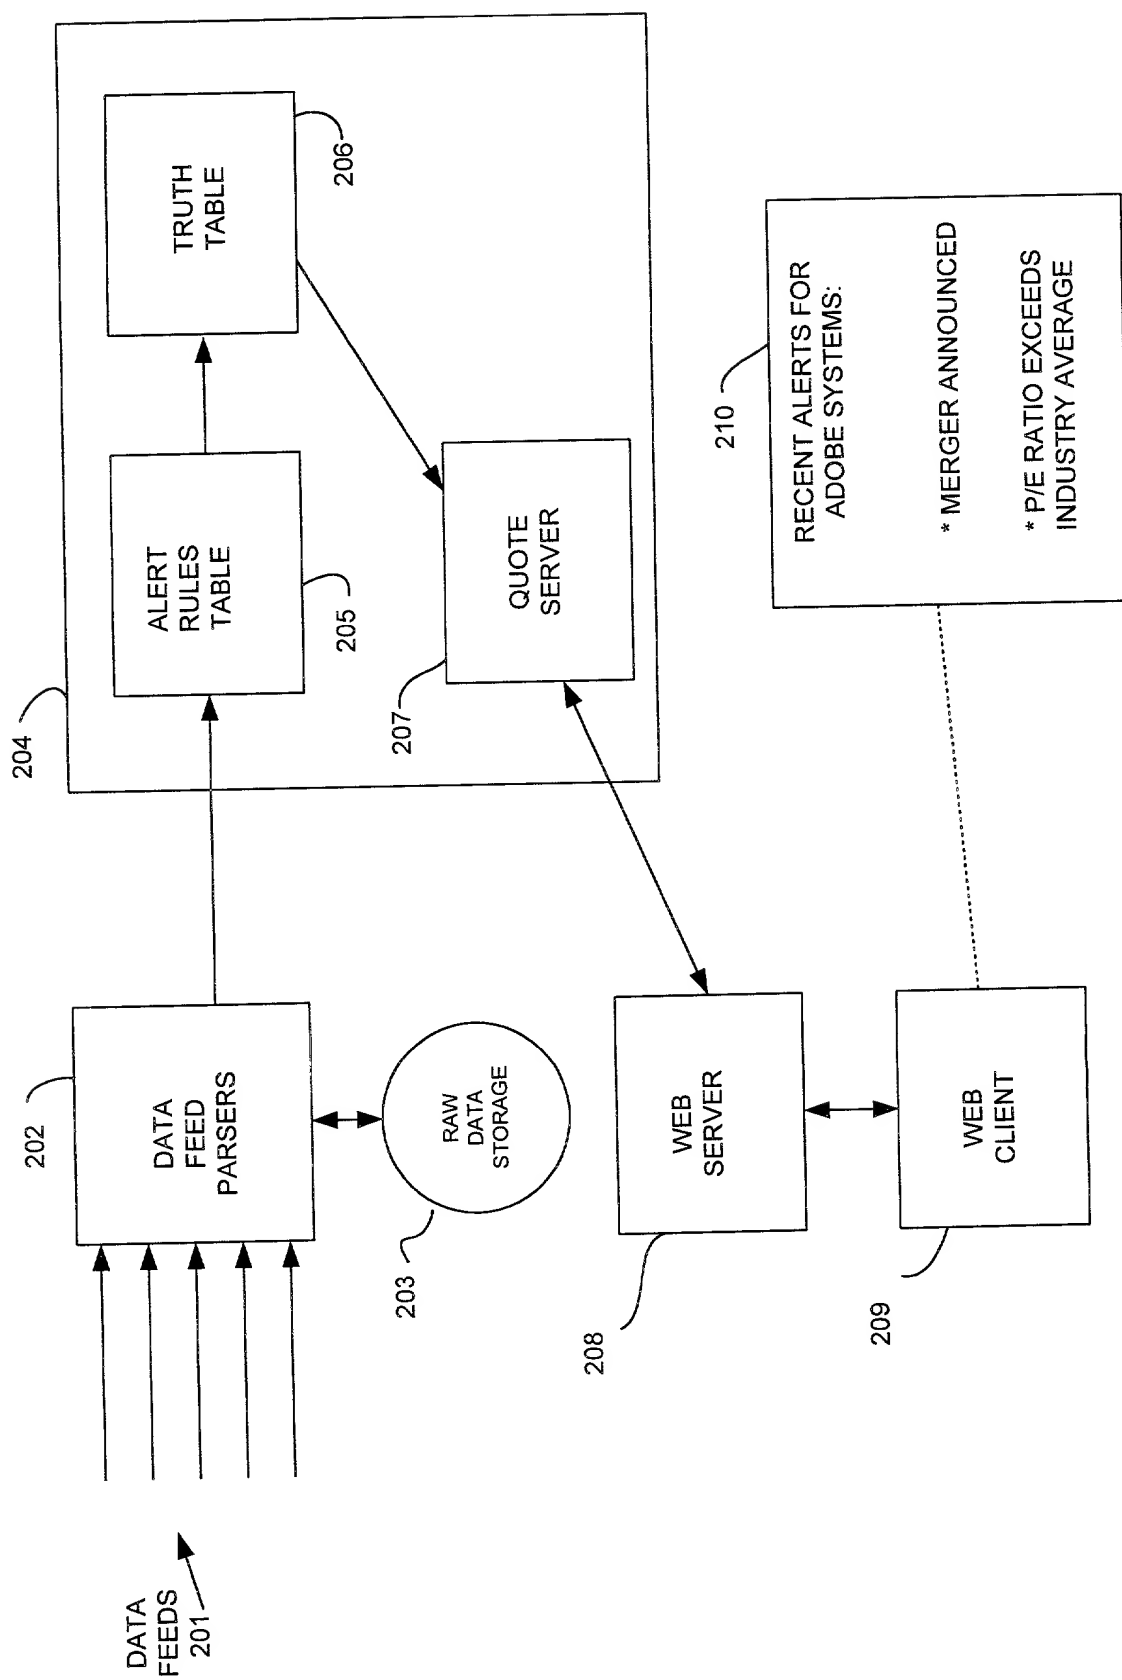 DATA
FEEDS
201
202
DATA
FEED
PARSERS
RAW
DATA
STORAGE
203
204
ALERT
RULES
TABLE
205
TRUTH
TABLE
206
207
QUOTE
SERVER
208
WEB
SERVER
209
WEB
CLIENT
210
RECENT ALERTS FOR
ADOBE SYSTEMS:
* MERGER ANNOUNCED
* P/E RATIO EXCEEDS
INDUSTRY AVERAGE